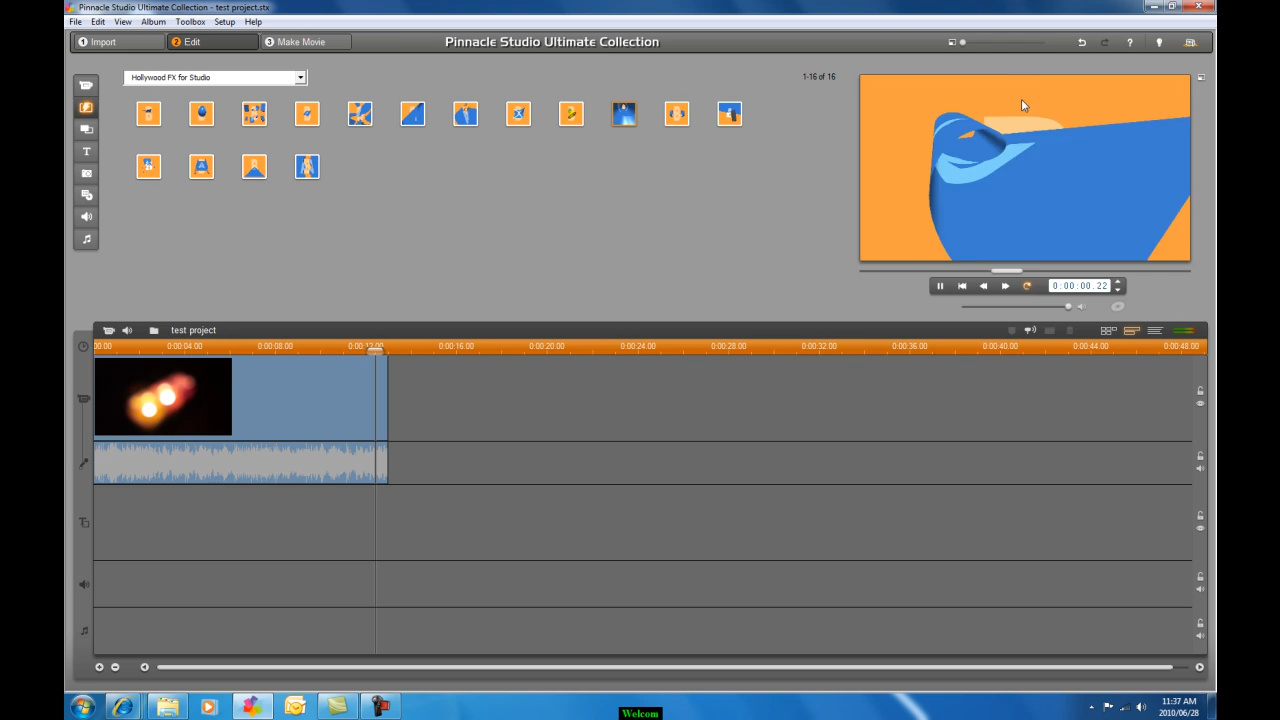 Pinnacle Studio Ultimate Collection - test project.stx
File Edit View Album Toolbox Setup Help
1 Import 2 Edit 3 Make Movie Pinnacle Studio Ultimate Collection
Hollywood FX for Studio 1-16 of 16
0:00:00.22
test project
00.00 0:00:04.00 0:00:08.00 0:00:12.00 0:00:16.00 0:00:20.00 0:00:24.00 0:00:28.00 0:00:32.00 0:00:36.00 0:00:40.00 0:00:44.00 0:00:48.00
11:37 AM
2010/06/28
Welcom